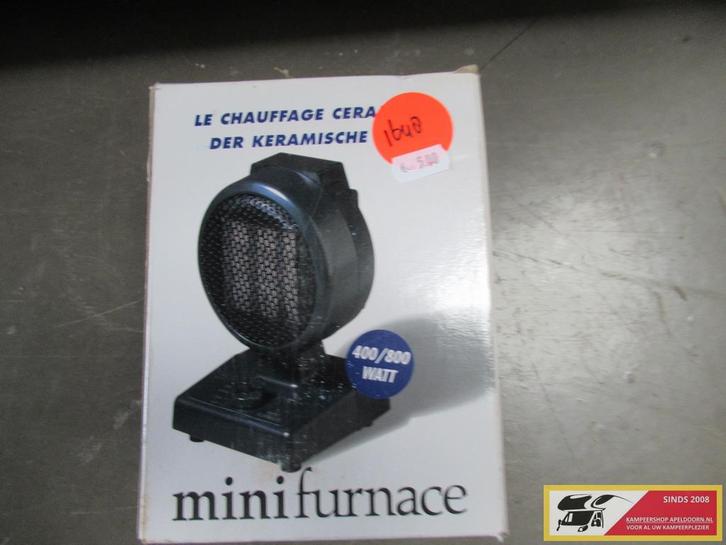 LE CHAUFFAGE CERA
DER KERAMISCHE
1640
400/800
WATT
minifurnace
SINDS 2008
KAMPEERSHOP APELDOORN.NL
VOOR AL UW KAMPEERPLEZIER